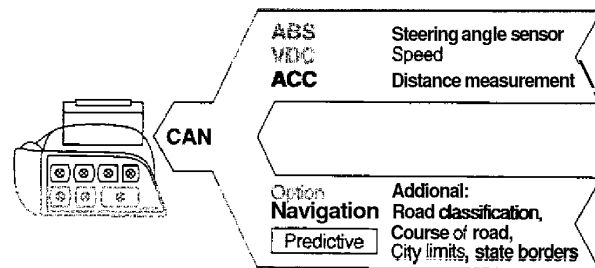 ABS Steering angle sensor
VDC Speed
ACC Distance measurement
CAN
Option Addional:
Navigation Road classification,
Predictive Course of road,
City limits, state borders